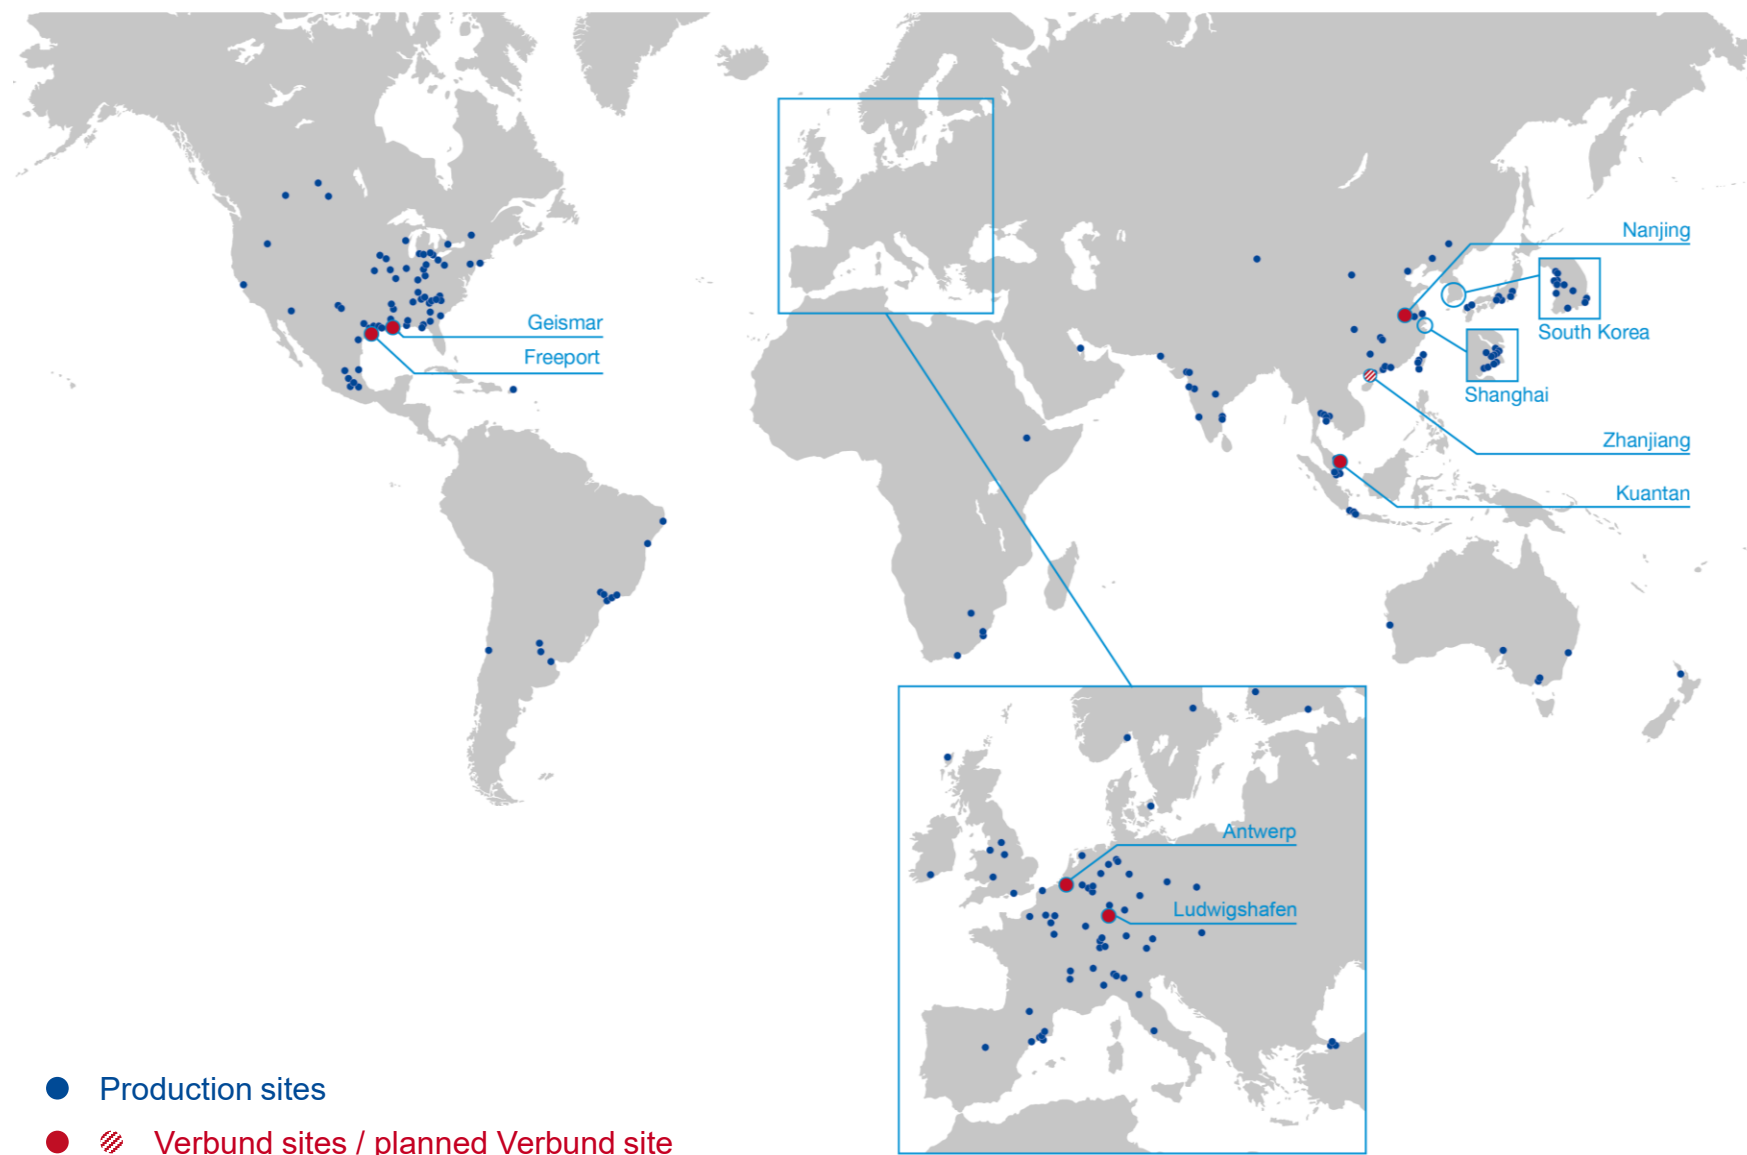 Nanjing
Geismar
South Korea
Freeport
Shanghai
Zhanjiang
Kuantan
Antwerp
Ludwigshafen
Production sites
Verbund sites / planned Verbund site